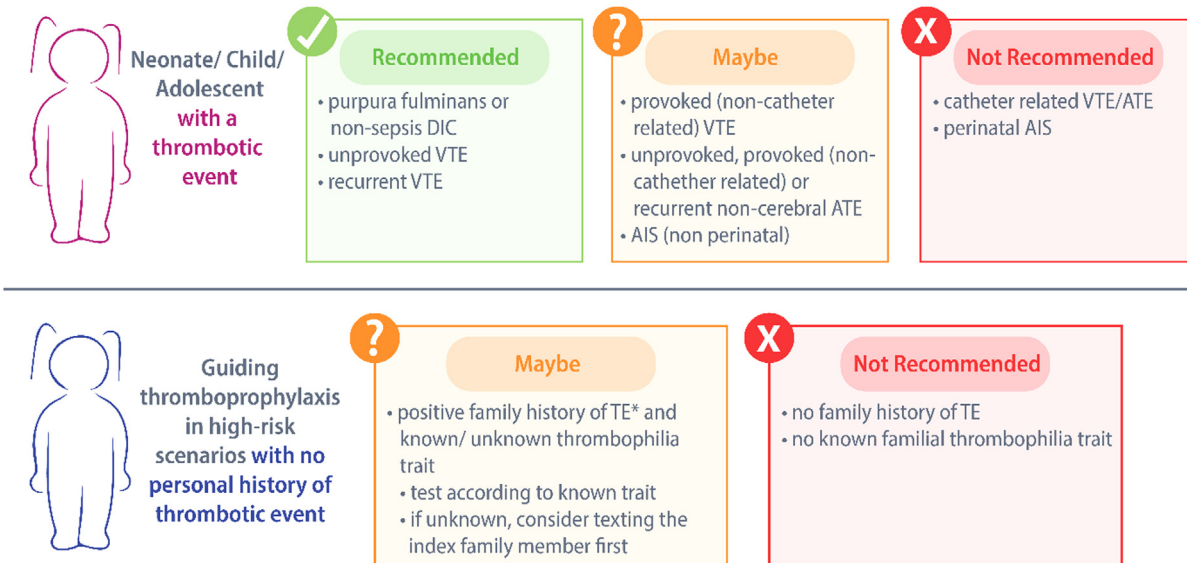 Neonate/ Child/
Adolescent
with a
thrombotic
event
Recommended
• purpura fulminans or
non-sepsis DIC
• unprovoked VTE
• recurrent VTE
?
Maybe
• provoked (non-catheter
related) VTE
• unprovoked, provoked (non-
cathether related) or
recurrent non-cerebral ATE
• AIS (non perinatal)
X
Not Recommended
• catheter related VTE/ATE
• perinatal AIS
Guiding
thromboprophylaxis
in high-risk
scenarios with no
personal history of
thrombotic event
?
Maybe
• positive family history of TE* and
known/ unknown thrombophilia
trait
• test according to known trait
• if unknown, consider texting the
index family member first
X
Not Recommended
• no family history of TE
• no known familial thrombophilia trait